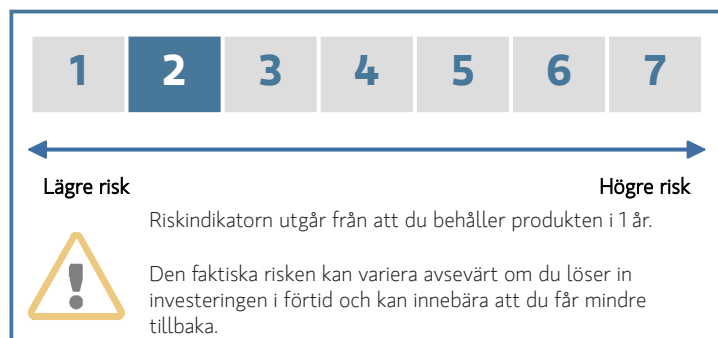 1 2 3 4 5 6 7
Lägre risk Högre risk
Riskindikatorn utgår från att du behåller produkten i 1 år.
Den faktiska risken kan variera avsevärt om du löser in
investeringen i förtid och kan innebära att du får mindre
tillbaka.